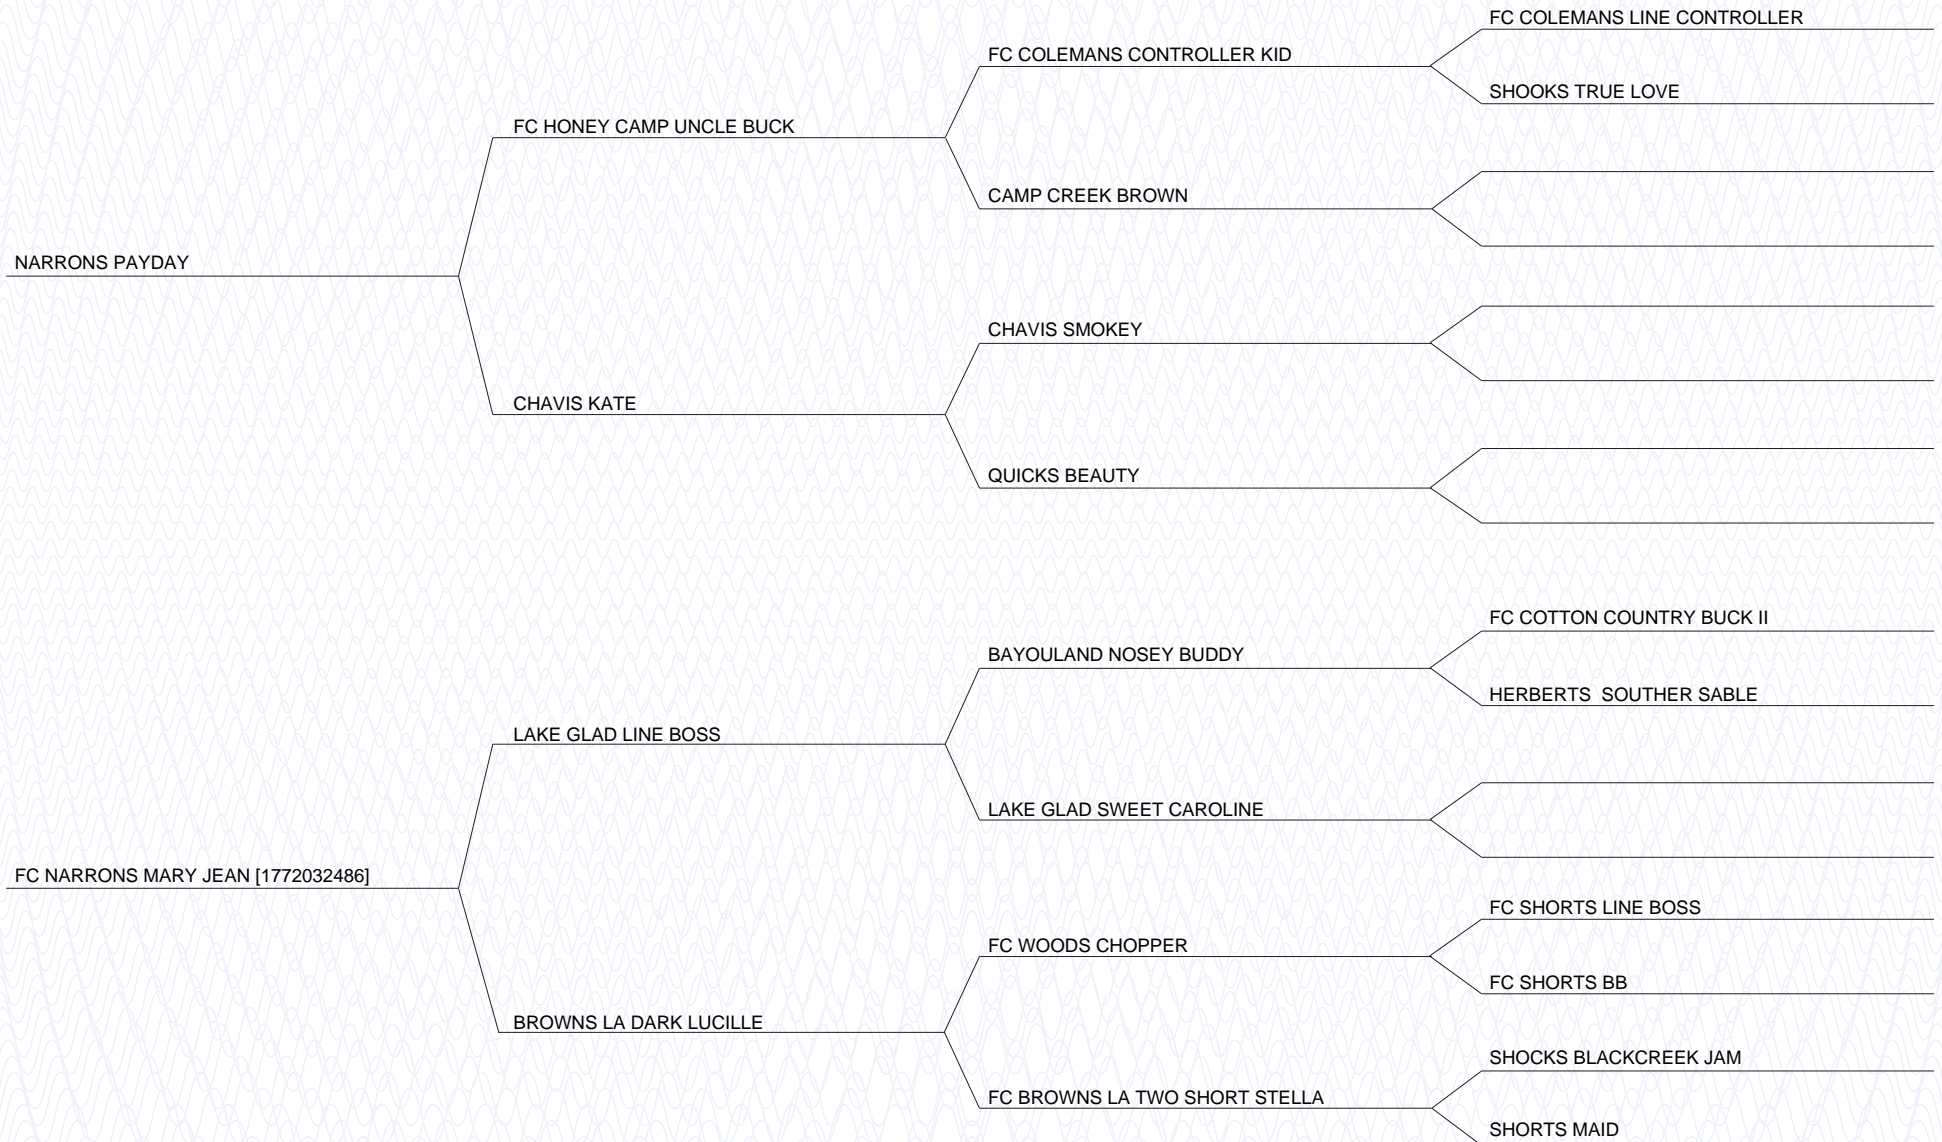 FC COLEMANS LINE CONTROLLER
FC COLEMANS CONTROLLER KID
SHOOKS TRUE LOVE
FC HONEY CAMP UNCLE BUCK
CAMP CREEK BROWN
NARRONS PAYDAY
CHAVIS SMOKEY
CHAVIS KATE
QUICKS BEAUTY
FC COTTON COUNTRY BUCK II
BAYOULAND NOSEY BUDDY
HERBERTS  SOUTHER SABLE
LAKE GLAD LINE BOSS
LAKE GLAD SWEET CAROLINE
FC NARRONS MARY JEAN [1772032486]
FC SHORTS LINE BOSS
FC WOODS CHOPPER
FC SHORTS BB
BROWNS LA DARK LUCILLE
SHOCKS BLACKCREEK JAM
FC BROWNS LA TWO SHORT STELLA
SHORTS MAID